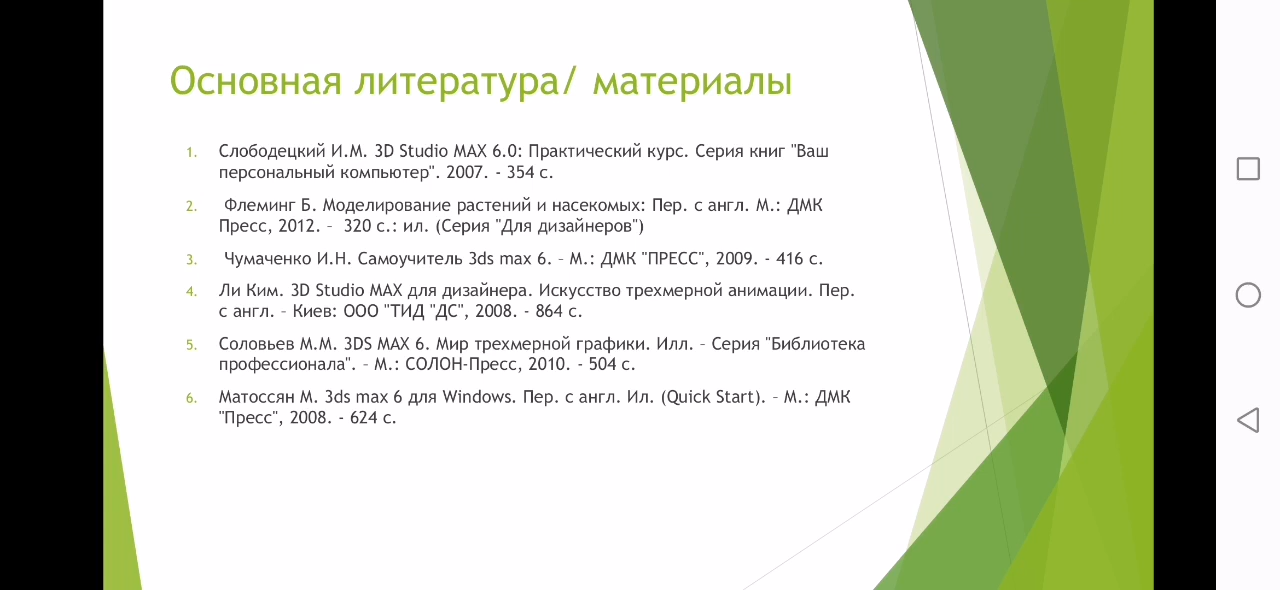 Основная литература/ материалы
1. Слободецкий И.М. 3D Studio MAX 6.0: Практический курс. Серия книг "Ваш
персональный компьютер". 2007. - 354 с.
2. Флеминг Б. Моделирование растений и насекомых: Пер. с англ. М.: ДМК
Пресс, 2012. – 320 с.: ил. (Серия "Для дизайнеров")
3. Чумаченко И.Н. Самоучитель 3ds max 6. – М.: ДМК "ПРЕСС", 2009. - 416 с.
4. Ли Ким. 3D Studio MAX для дизайнера. Искусство трехмерной анимации. Пер.
с англ. – Киев: ООО "ТИД "ДС", 2008. - 864 с.
5. Соловьев М.М. 3DS MAX 6. Мир трехмерной графики. Илл. – Серия "Библиотека
профессионала". – М.: СОЛОН-Пресс, 2010. - 504 с.
6. Матоссян М. 3ds max 6 для Windows. Пер. с англ. Ил. (Quick Start). – М.: ДМК
"Пресс", 2008. - 624 с.